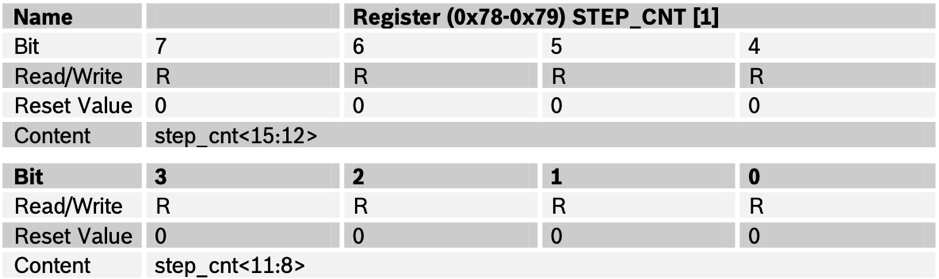 Name Register (0x78-0x79) STEP_CNT [1]
Bit 7 6 5 4
Read/Write R R R R
Reset Value 0 0 0 0
Content step_cnt<15:12>
Bit 3 2 1 0
Read/Write R R R R
Reset Value 0 0 0 0
Content step_cnt<11:8>